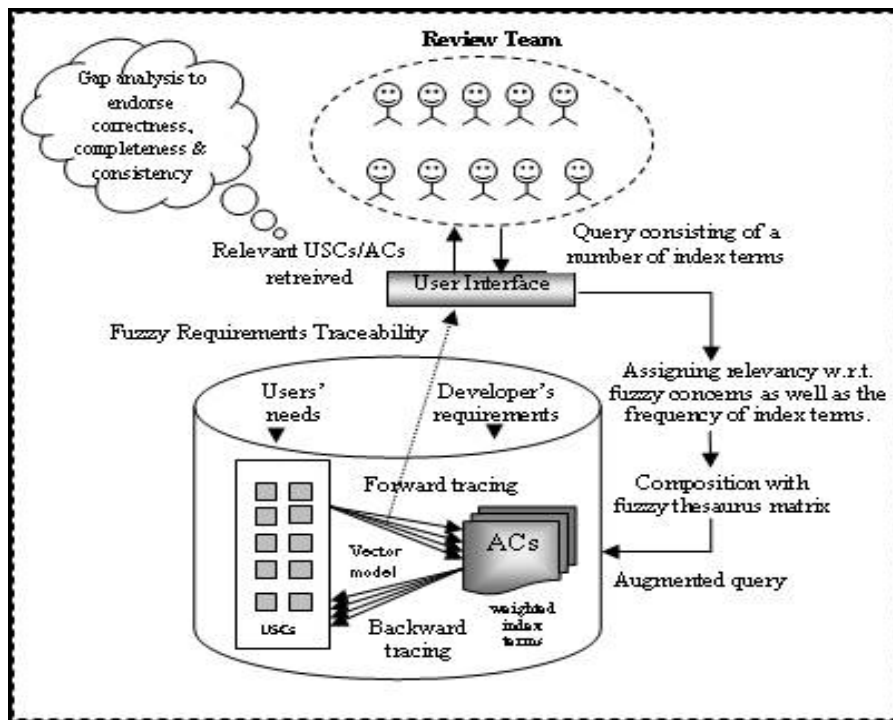 Review Team
Gap analysis to
endorse
correctness,
completeness &
consistency
Relevant USCs/ACs
retreived
Query consisting of a
number of index terms
User Interface
Fuzzy Requirements Traceability
Assigning relevancy w.r.t.
fuzzy concerns as well as the
frequency of index terms.
Users'
needs
Developer's
requirements
Composition with
fuzzy thesaurus matrix
Forward tracing
ACs
Vector
model
Augmented query
USCs
Backward
tracing
weighted
index
terms